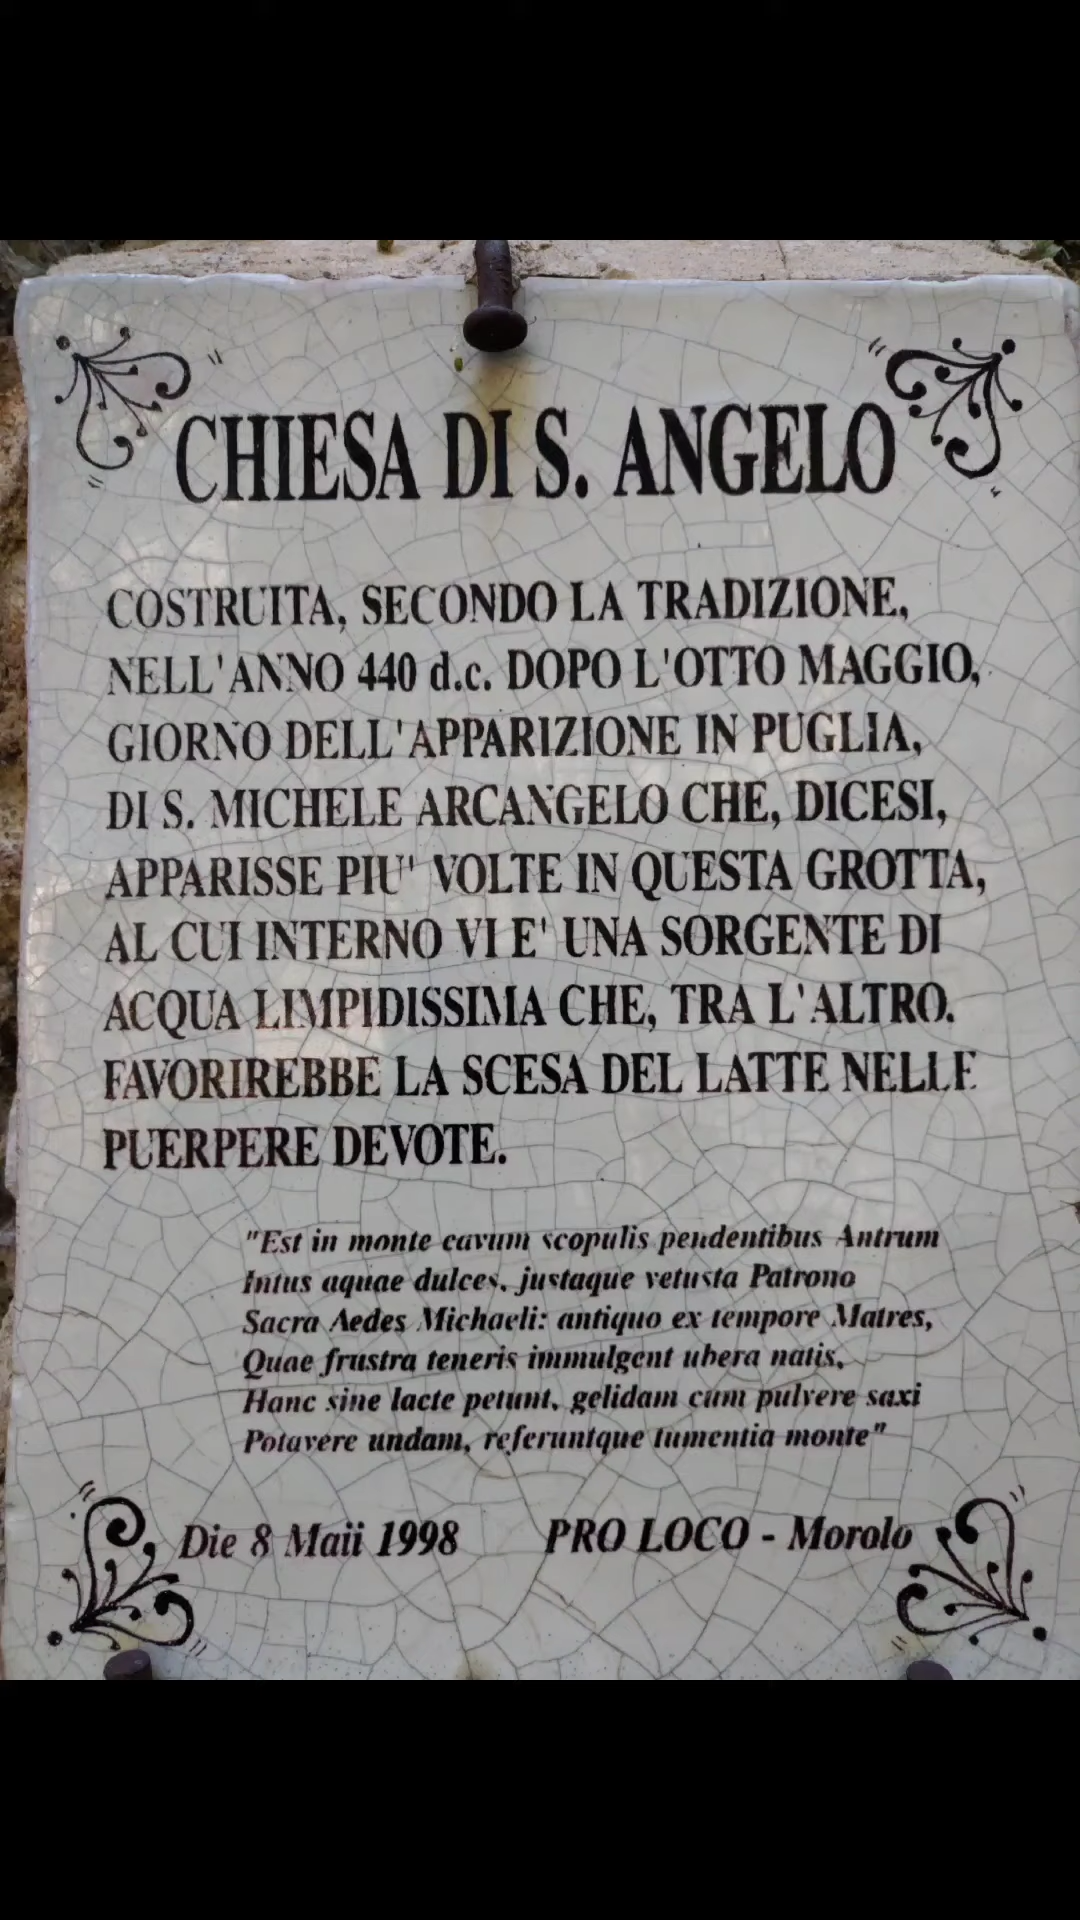 CHIESA DI S. ANGELO
COSTRUITA, SECONDO LA TRADIZIONE,
NELL'ANNO 440 d.c. DOPO L'OTTO MAGGIO,
GIORNO DELL'APPARIZIONE IN PUGLIA,
DI S. MICHELE ARCANGELO CHE, DICESI,
APPARISSE PIU' VOLTE IN QUESTA GROTTA,
AL CUI INTERNO VI E' UNA SORGENTE DI
ACQUA LIMPIDISSIMA CHE, TRA L'ALTRO.
FAVORIREBBE LA SCESA DEL LATTE NELLE
PUERPERE DEVOTE.
"Est in monte cavum scopulis pendentibus Antrum
Intus aquae dulces, justaque vetusta Patrono
Sacra Aedes Michaeli: antiquo ex tempore Matres,
Quae frustra teneris immulgent ubera natis,
Hanc sine lacte petunt, gelidam cum pulvere saxi
Potavere undam, referuntque tumentia monte"
Die 8 Maii 1998 PRO LOCO - Morolo